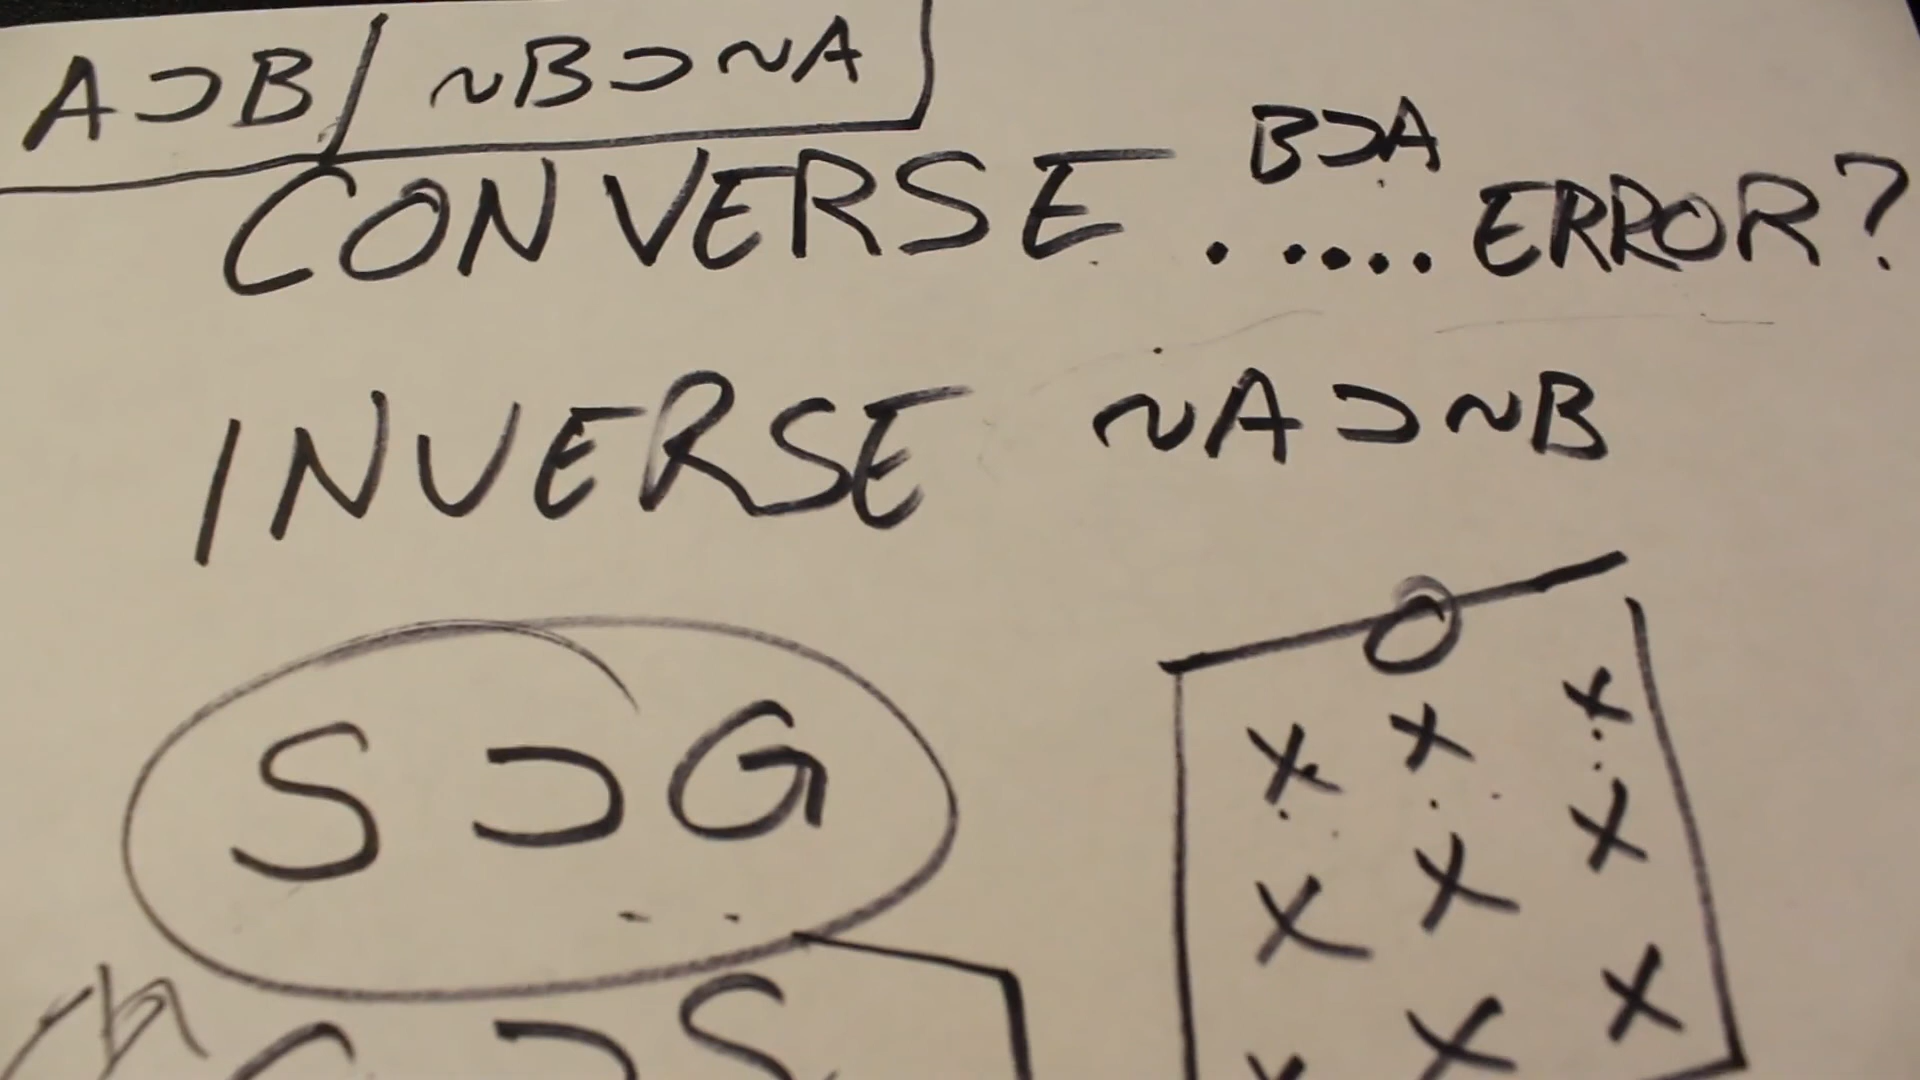 A⊃B / ~B⊃~A
B⊃A
CONVERSE ..... ERROR?
INVERSE ~A⊃~B
S⊃G
x x x
x x x
x x x
⊃S